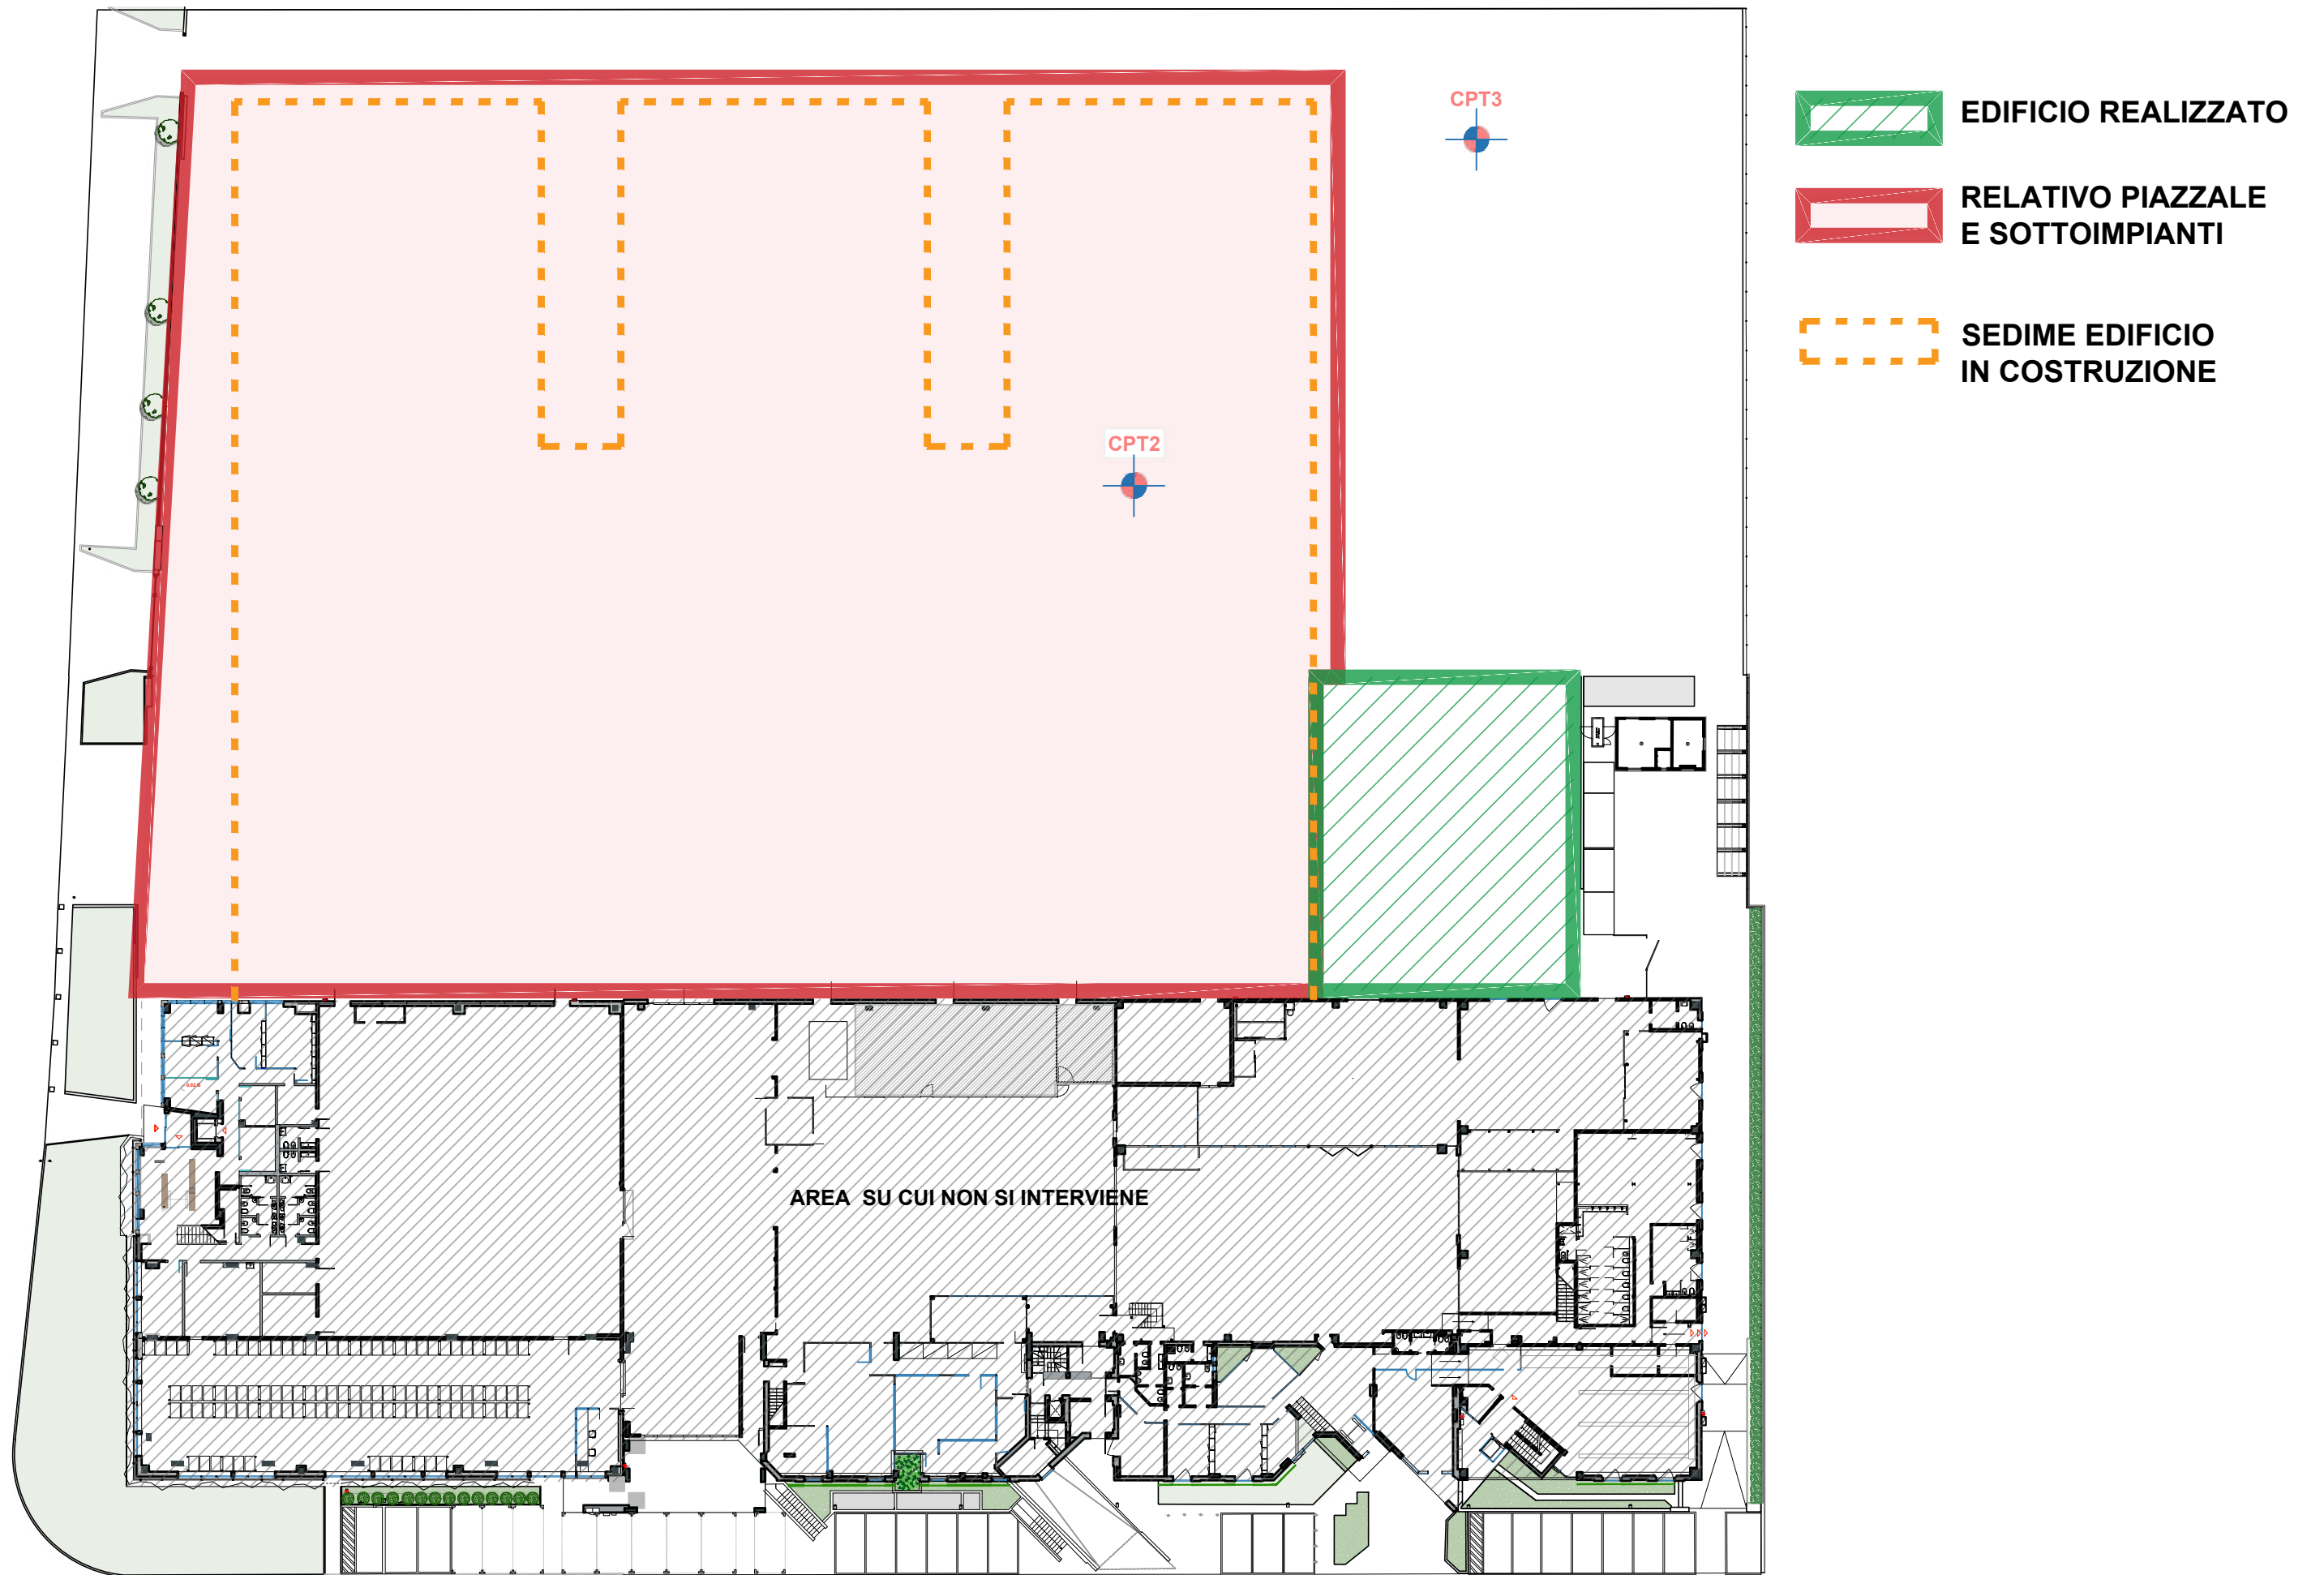 CPT3
EDIFICIO REALIZZATO
RELATIVO PIAZZALE
E SOTTOIMPIANTI
SEDIME EDIFICIO
IN COSTRUZIONE
CPT2
AREA SU CUI NON SI INTERVIENE